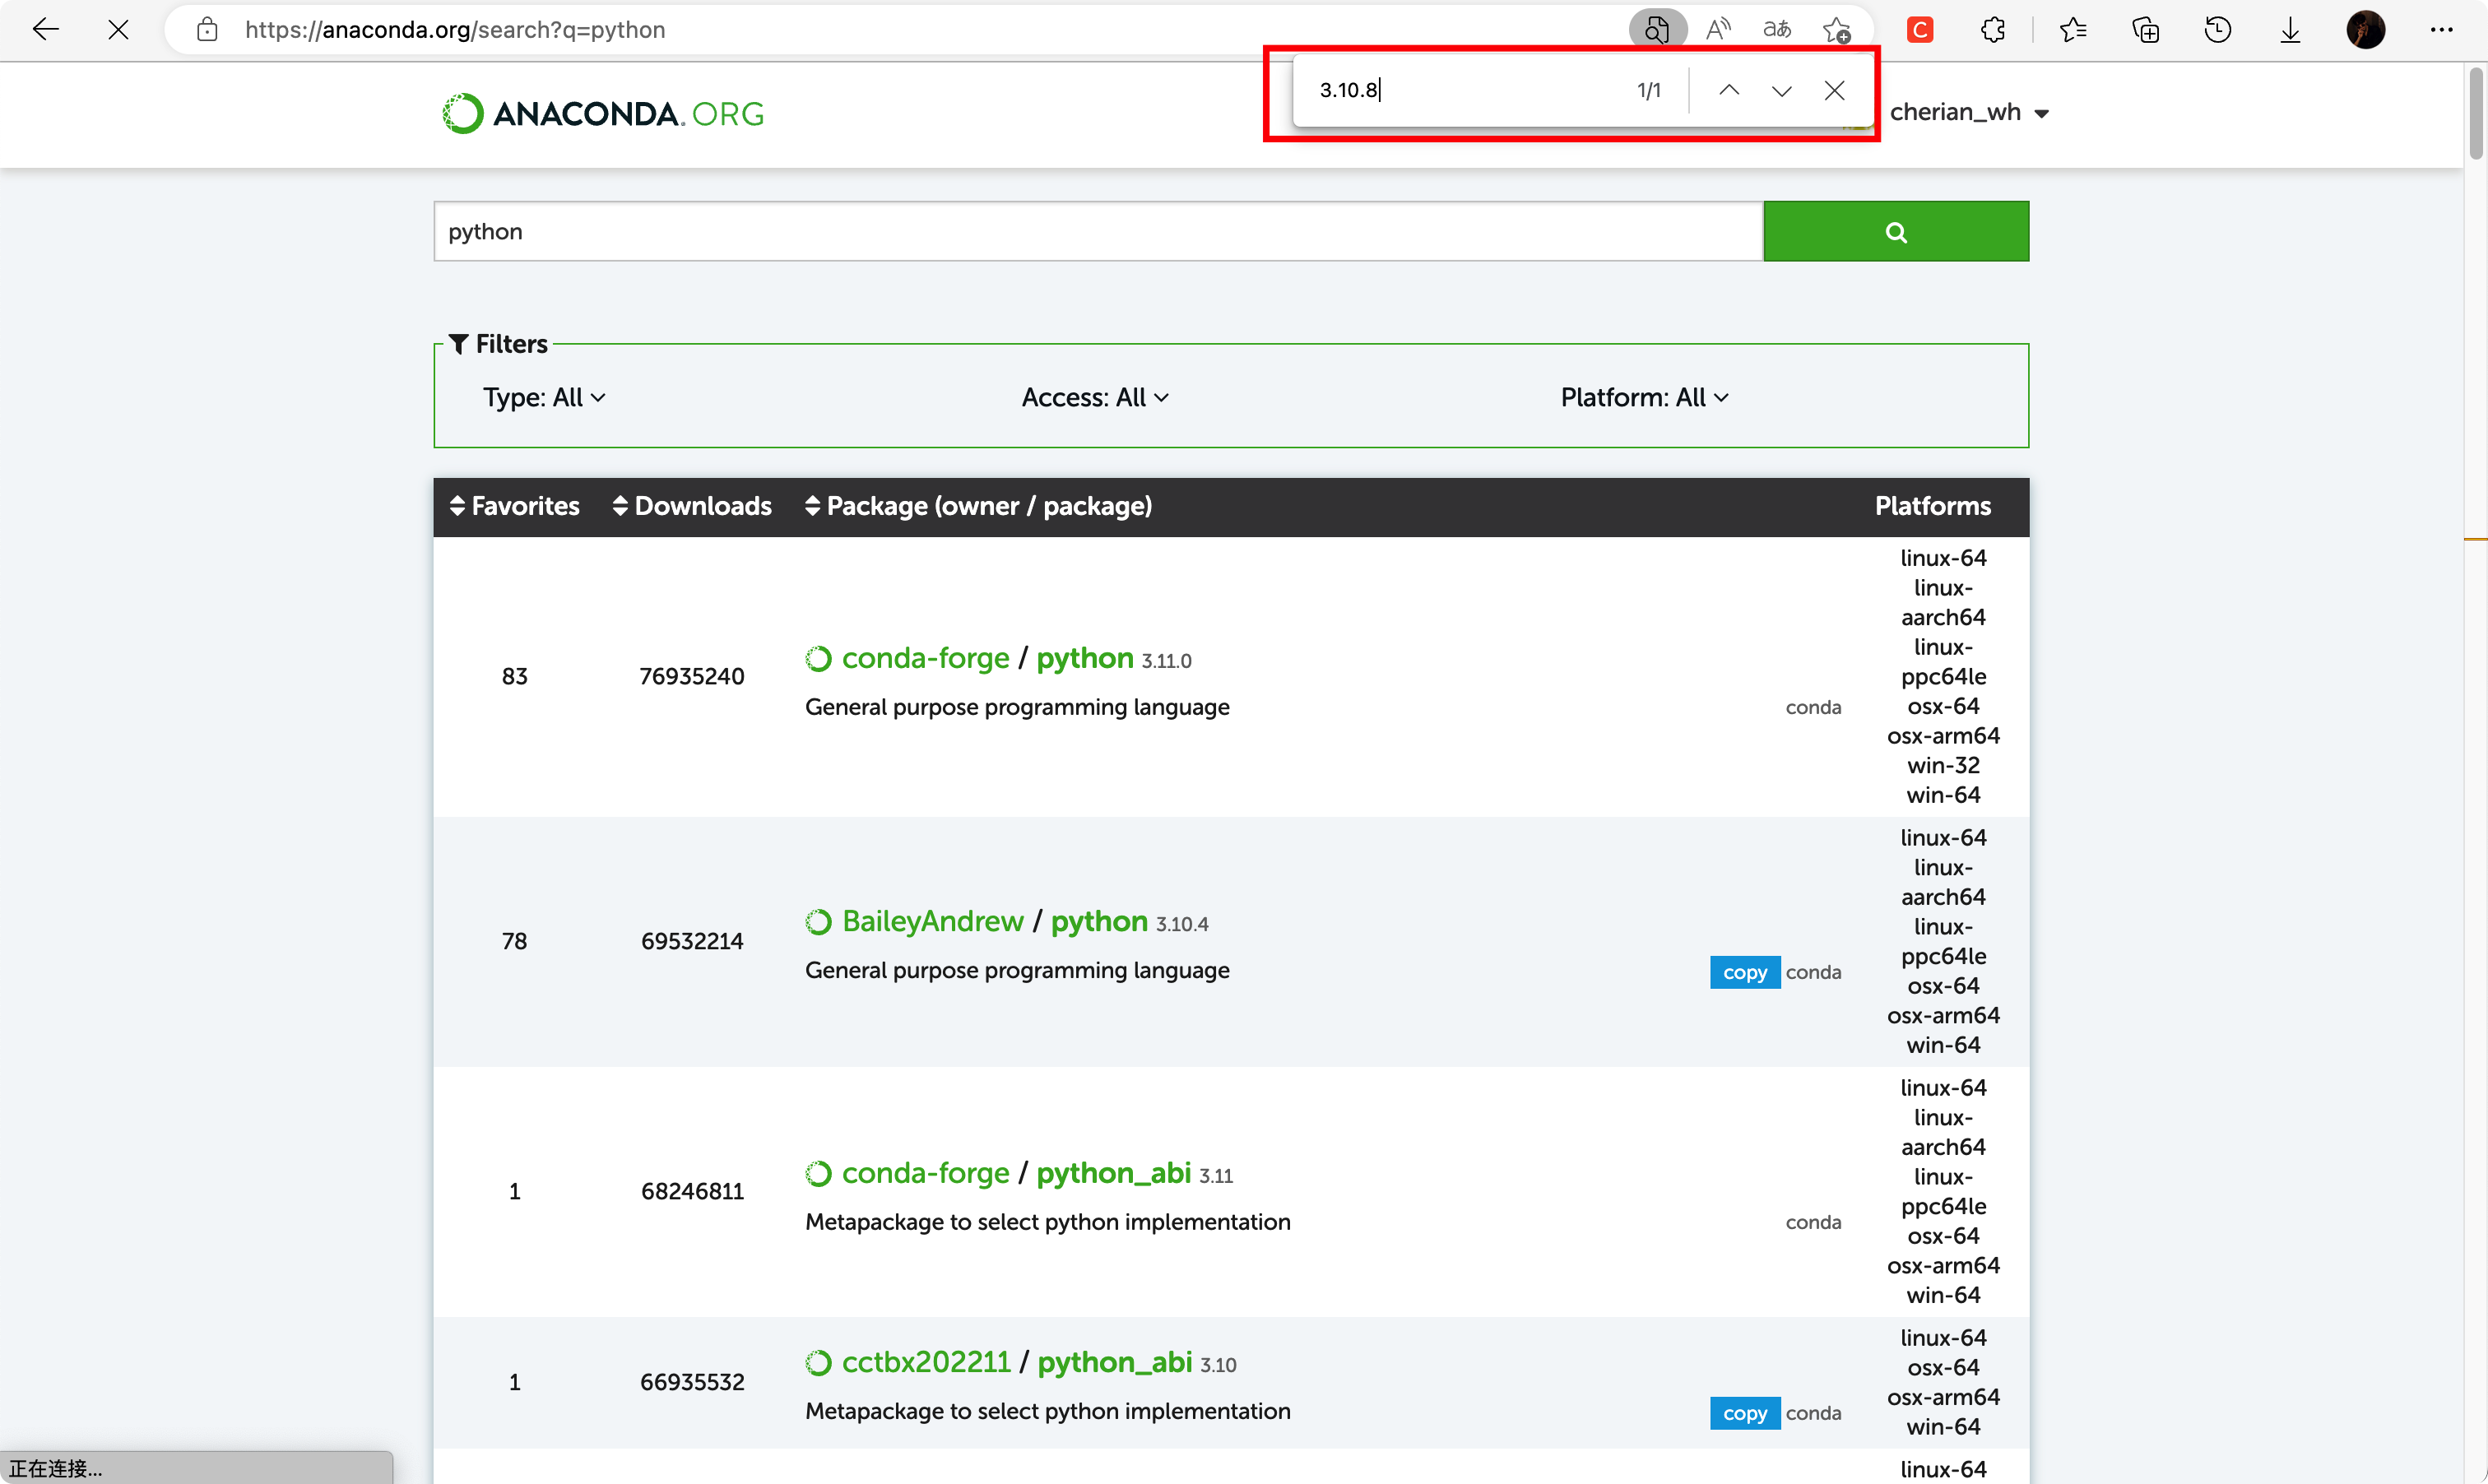 https://anaconda.org/search?q=python
3.10.8
1/1
ANACONDA.ORG
cherian_wh
python
Filters
Type: All
Access: All
Platform: All
Favorites
Downloads
Package (owner / package)
Platforms
83
76935240
conda-forge / python 3.11.0
General purpose programming language
conda
linux-64
linux-
aarch64
linux-
ppc64le
osx-64
osx-arm64
win-32
win-64
78
69532214
BaileyAndrew / python 3.10.4
General purpose programming language
copy
conda
linux-64
linux-
aarch64
linux-
ppc64le
osx-64
osx-arm64
win-64
1
68246811
conda-forge / python_abi 3.11
Metapackage to select python implementation
conda
linux-64
linux-
aarch64
linux-
ppc64le
osx-64
osx-arm64
win-64
1
66935532
cctbx202211 / python_abi 3.10
Metapackage to select python implementation
copy
conda
linux-64
osx-64
osx-arm64
win-64
linux-64
正在连接...